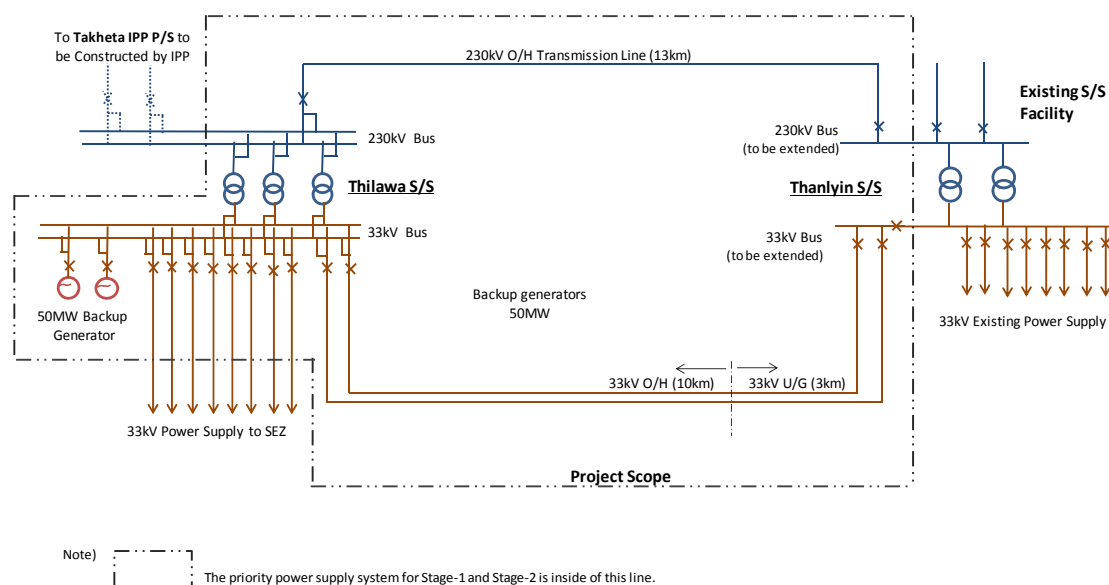 To Takheta IPP P/S to
be Constructed by IPP
230kV O/H Transmission Line (13km)
Existing S/S
Facility
230kV Bus
230kV Bus
(to be extended)
Thilawa S/S
Thanlyin S/S
33kV Bus
33kV Bus
(to be extended)
50MW Backup
Generator
Backup generators
50MW
33kV Existing Power Supply
33kV O/H (10km)
33kV U/G (3km)
33kV Power Supply to SEZ
Project Scope
Note)
The priority power supply system for Stage-1 and Stage-2 is inside of this line.